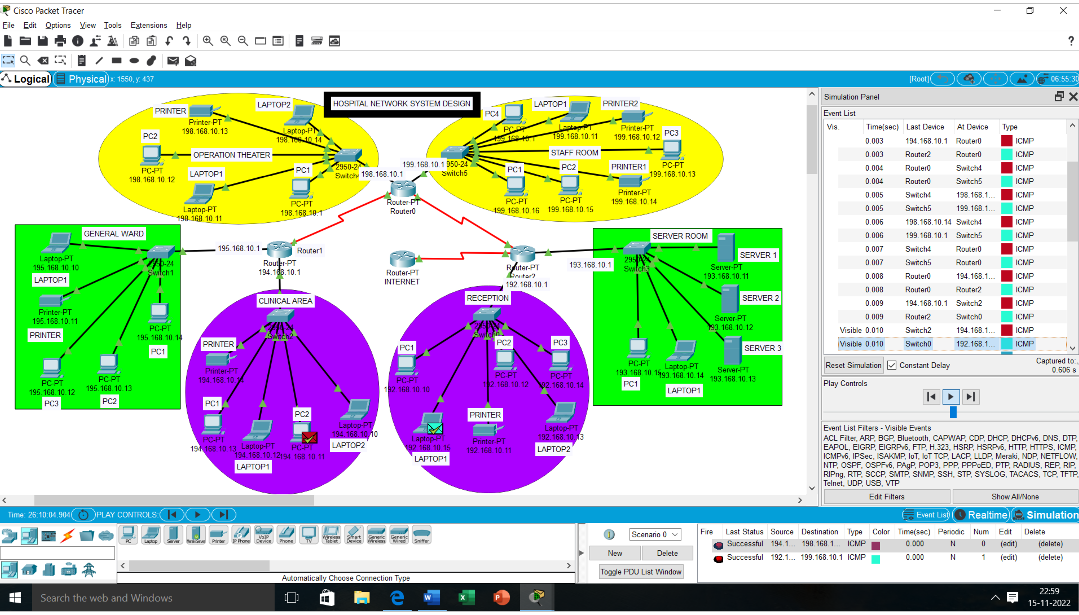 Cisco Packet Tracer
File Edit Options View Tools Extensions Help
?
Logical
Physical
x: 1550, y: 437
[Root]
06:55:30
HOSPITAL NETWORK SYSTEM DESIGN
PRINTER
Printer-PT
198.168.10.13
LAPTOP2
Laptop-PT
198.168.10.14
PC2
PC-PT
198.168.10.12
OPERATION THEATER
LAPTOP1
Laptop-PT
198.168.10.11
PC1
PC-PT
198.168.10.1
2950-24
198.168.10.1
PC4
PC-PT
LAPTOP1
Laptop-PT
199.168.10.11
PRINTER2
Printer-PT
199.168.10.12
PC3
PC-PT
199.168.10.13
STAFF ROOM
199.168.10.1
2950-24
Switch5
PC1
PC-PT
199.168.10.16
PC2
PC-PT
199.168.10.15
PRINTER1
Printer-PT
199.168.10.14
Router-PT
Router0
GENERAL WARD
Laptop-PT
195.168.10.10
LAPTOP1
Switch1
Printer-PT
195.168.10.11
PRINTER
PC-PT
195.168.10.14
PC1
PC-PT
195.168.10.12
PC3
PC-PT
195.168.10.13
PC2
195.168.10.1
Router1
Router-PT
194.168.10.1
Router-PT
INTERNET
Router-PT
Router2
192.168.10.1
193.168.10.1
SERVER ROOM
Switch3
SERVER 1
Server-PT
193.168.10.11
SERVER 2
Server-PT
193.168.10.12
SERVER 3
Server-PT
193.168.10.13
PC-PT
PC1
Laptop-PT
193.168.10.14
LAPTOP1
CLINICAL AREA
PRINTER
Printer-PT
PC1
PC-PT
194.168.10.13
Laptop-PT
194.168.10.12
LAPTOP1
PC2
PC-PT
194.168.10.11
Laptop-PT
194.168.10.10
LAPTOP2
RECEPTION
PC1
PC-PT
192.168.10.10
PC2
PC-PT
192.168.10.12
PC3
PC-PT
192.168.10.14
Laptop-PT
192.168.10.15
LAPTOP1
PRINTER
Printer-PT
192.168.10.11
Laptop-PT
192.168.10.13
LAPTOP2
Simulation Panel
Event List
Vis. Time(sec) Last Device At Device Type
0.003 194.168.10.1 Router0 ICMP
0.003 Router2 Router0 ICMP
0.004 Router0 Switch4 ICMP
0.004 Router0 Switch5 ICMP
0.005 Switch4 198.168.1... ICMP
0.005 Switch5 199.168.1... ICMP
0.006 198.168.10.14 Switch4 ICMP
0.006 199.168.10.1 Switch5 ICMP
0.007 Switch4 Router0 ICMP
0.007 Switch5 Router0 ICMP
0.008 Router0 194.168.1... ICMP
0.008 Router0 Router2 ICMP
0.009 194.168.10.1 Switch2 ICMP
0.009 Router2 Switch0 ICMP
Visible 0.010 Switch2 194.168.1... ICMP
Visible 0.010 Switch0 192.168.1... ICMP
Reset Simulation Constant Delay
Captured to:
0.606 s
Play Controls
Event List Filters - Visible Events
ACL Filter, ARP, BGP, Bluetooth, CAPWAP, CDP, DHCP, DHCPv6, DNS, DTP,
EAPOL, EIGRP, EIGRPv6, FTP, H.323, HSRP, HSRPv6, HTTP, HTTPS, ICMP,
ICMPv6, IPSec, ISAKMP, IoT, IoT TCP, LACP, LLDP, Meraki, NDP, NETFLOW,
NTP, OSPF, OSPFv6, PAgP, POP3, PPP, PPPoED, PTP, RADIUS, REP, RIP,
RIPng, RTP, SCCP, SMTP, SNMP, SSH, STP, SYSLOG, TACACS, TCP, TFTP,
Telnet, UDP, USB, VTP
Edit Filters Show All/None
Time: 26:10:04.904 PLAY CONTROLS:
Event List Realtime Simulation
Automatically Choose Connection Type
Scenario 0
New Delete
Toggle PDU List Window
Fire Last Status Source Destination Type Color Time(sec) Periodic Num Edit Delete
Successful 194.1... 198.168.1... ICMP 0.000 N 0 (edit) (delete)
Successful 192.1... 199.168.10.1 ICMP 0.000 N 1 (edit) (delete)
Search the web and Windows
22:59
15-11-2022